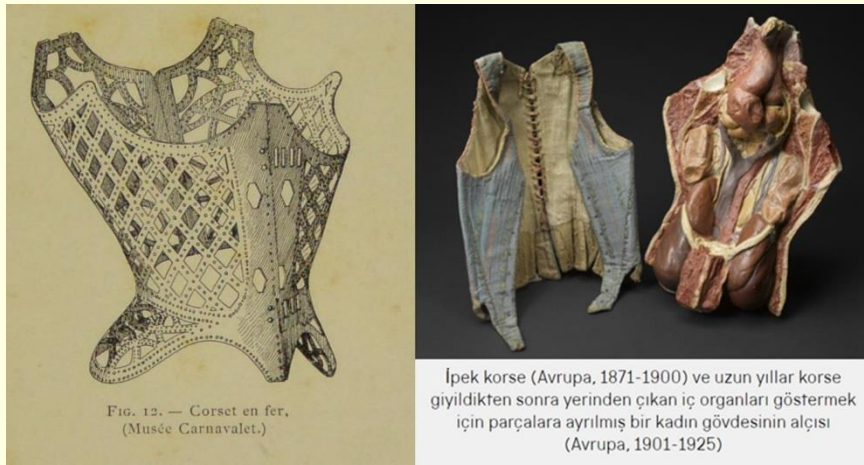 FIG. 12. — Corset en fer,
(Musée Carnavalet.)
İpek korse (Avrupa, 1871-1900) ve uzun yıllar korse
giyildikten sonra yerinden çıkan iç organları göstermek
için parçalara ayrılmış bir kadın gövdesinin alçısı
(Avrupa, 1901-1925)